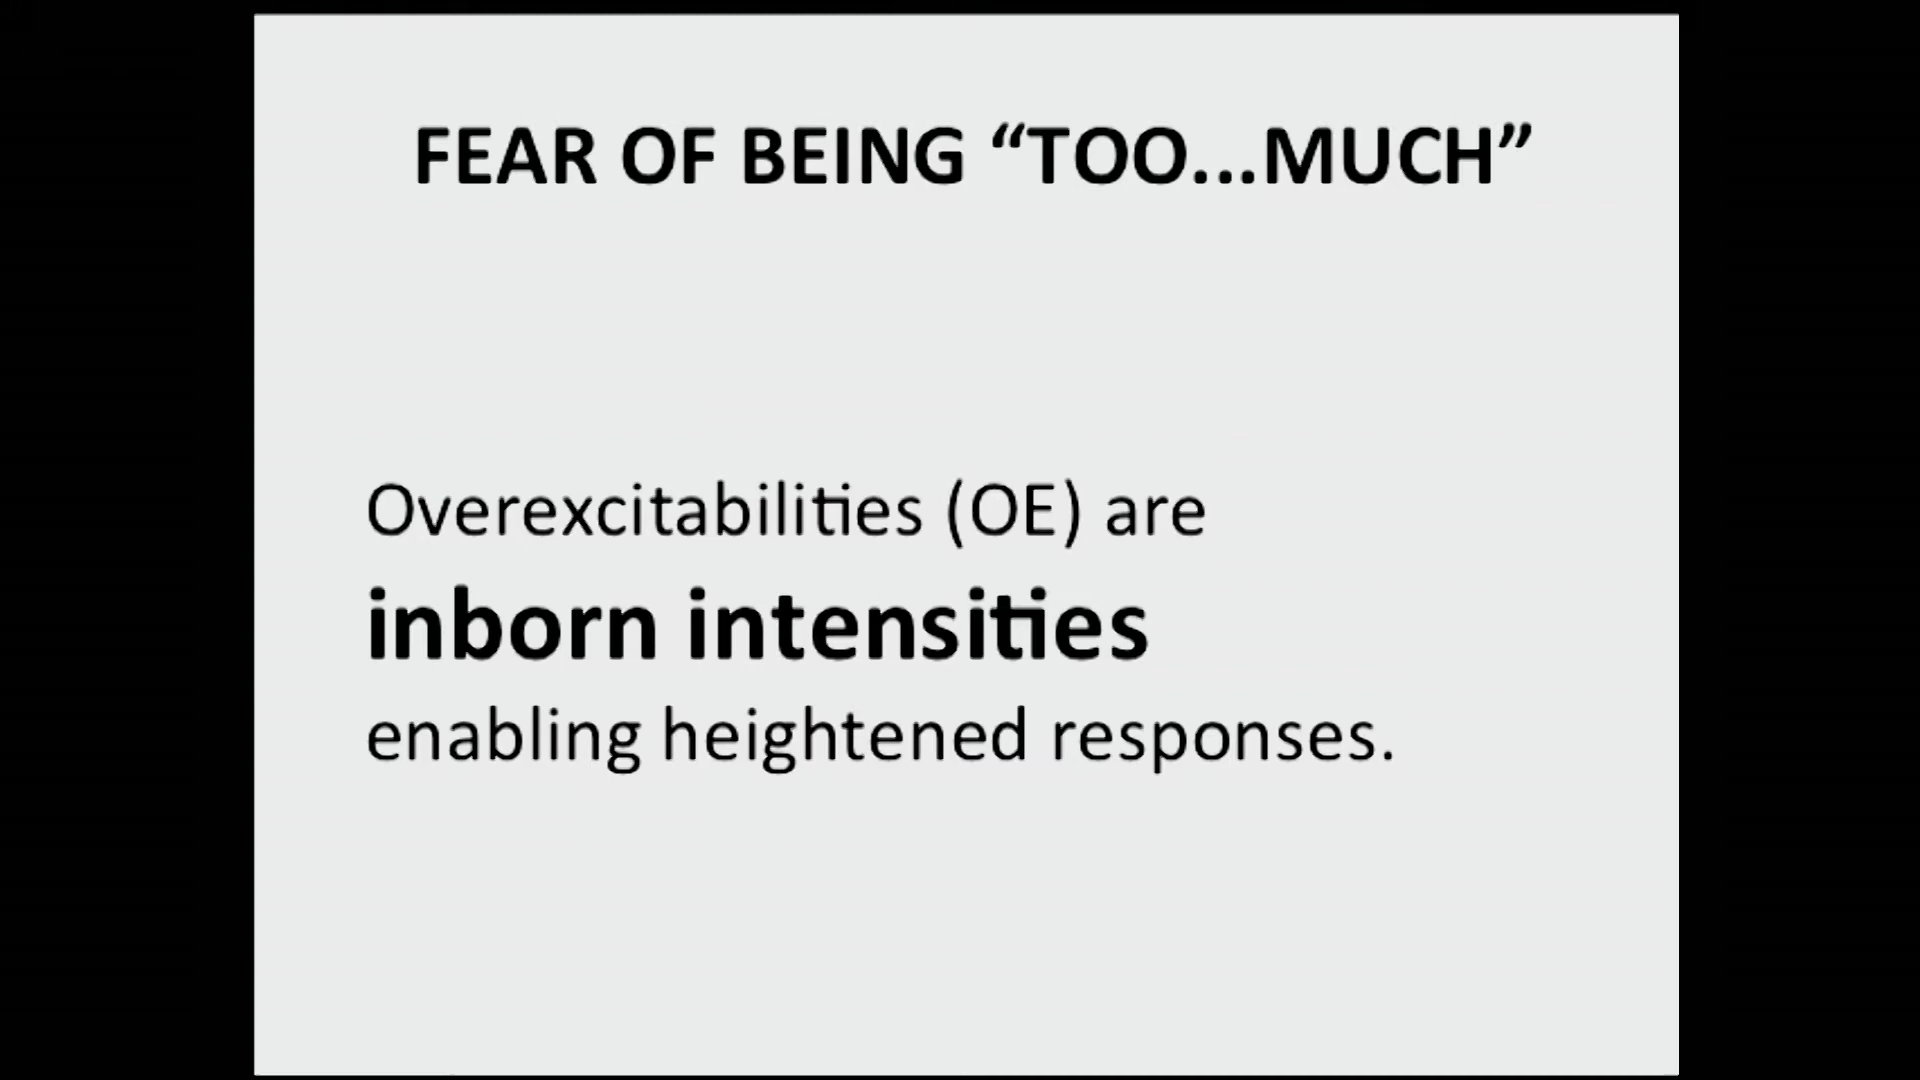 FEAR OF BEING “TOO...MUCH”
Overexcitabilities (OE) are
inborn intensities
enabling heightened responses.